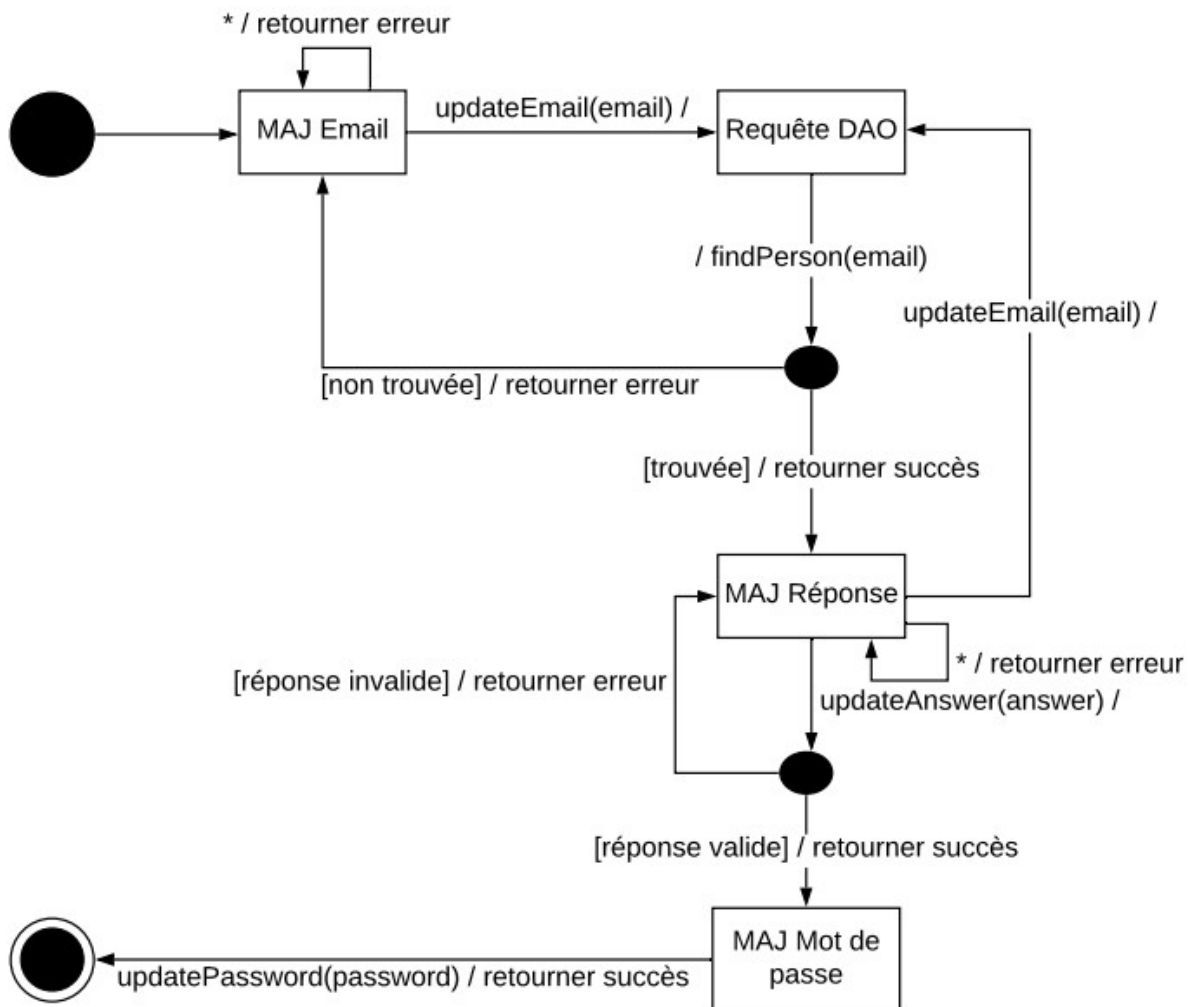 * / retourner erreur
MAJ Email
updateEmail(email) /
Requête DAO
/ findPerson(email)
updateEmail(email) /
[non trouvée] / retourner erreur
[trouvée] / retourner succès
MAJ Réponse
* / retourner erreur
[réponse invalide] / retourner erreur
updateAnswer(answer) /
[réponse valide] / retourner succès
MAJ Mot de
passe
updatePassword(password) / retourner succès